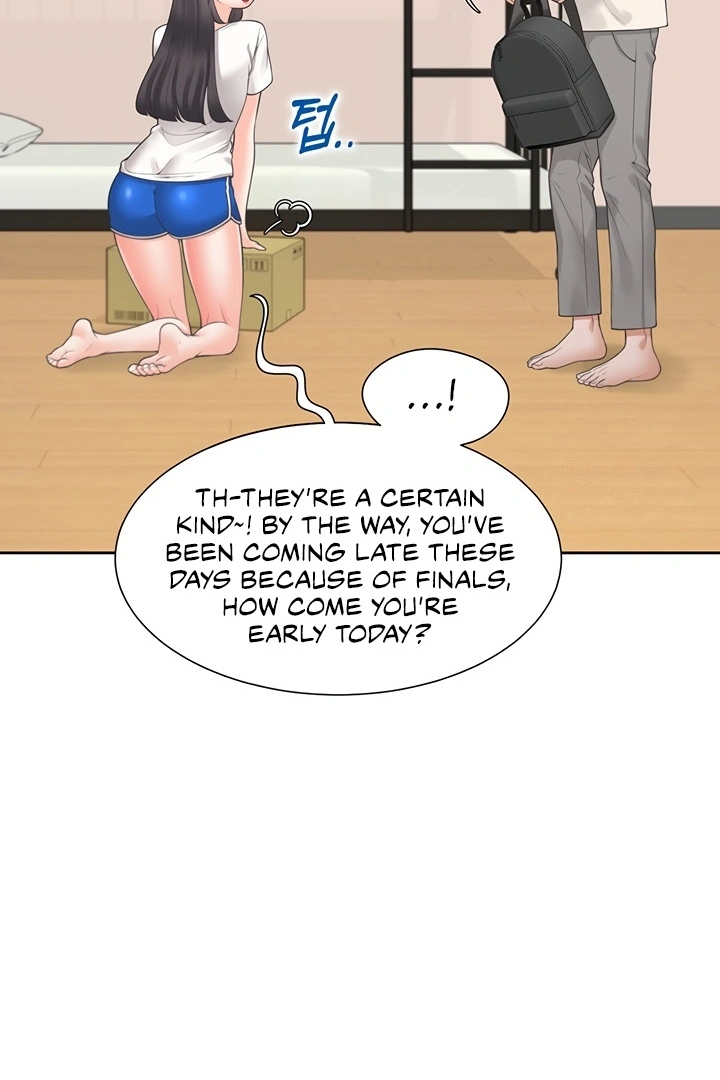 텁..
...!
TH-THEY'RE A CERTAIN
KIND~! BY THE WAY, YOU'VE
BEEN COMING LATE THESE
DAYS BECAUSE OF FINALS,
HOW COME YOU'RE
EARLY TODAY?